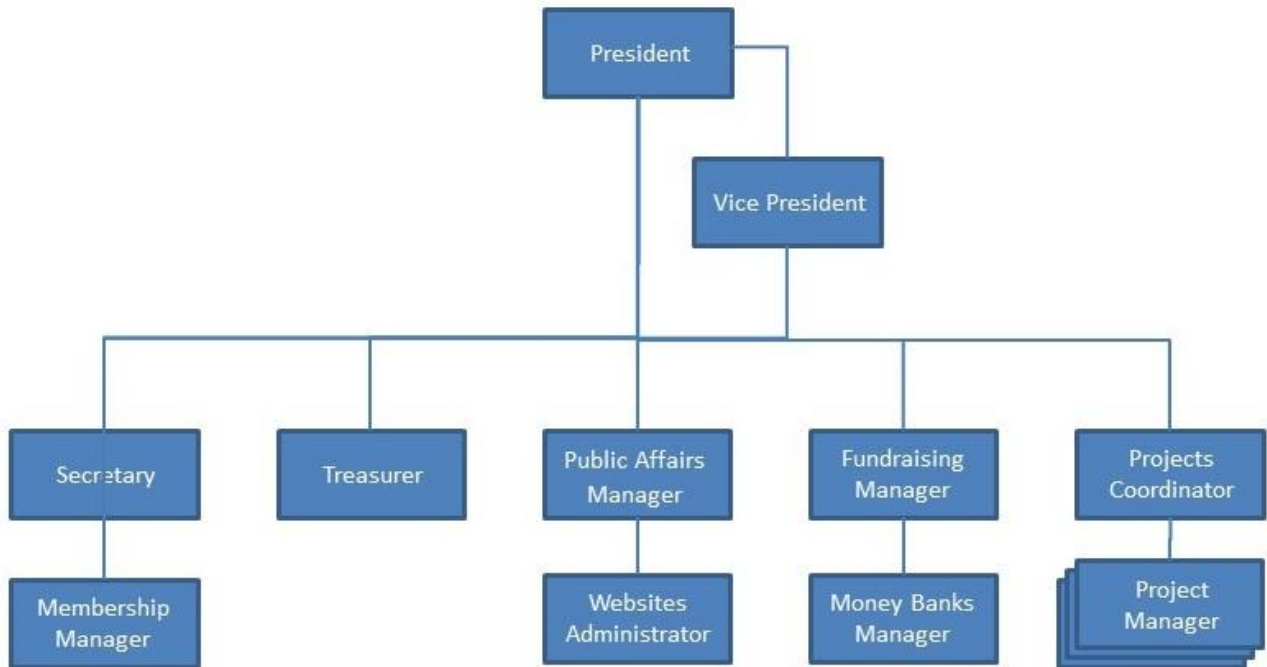 President
Vice President
Secretary
Treasurer
Public Affairs
Manager
Fundraising
Manager
Projects
Coordinator
Membership
Manager
Websites
Administrator
Money Banks
Manager
Project
Manager